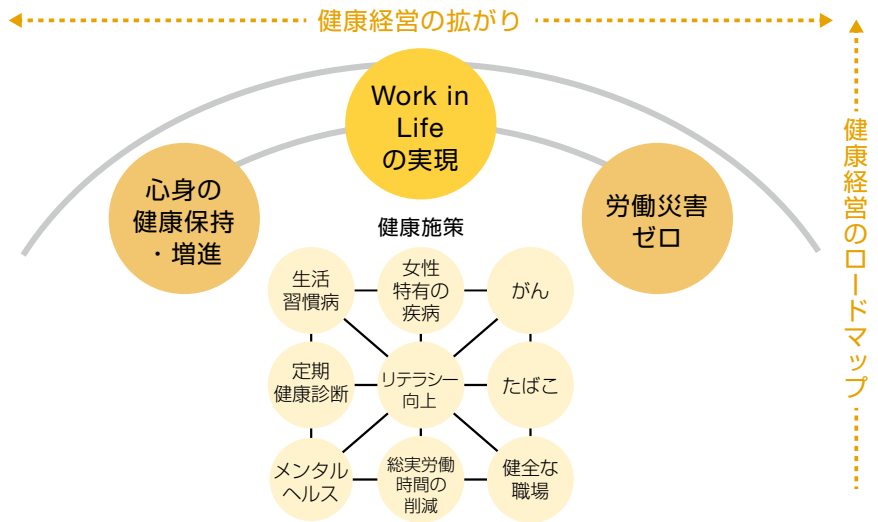 健康経営の拡がり
Work in
Life
の実現
心身の
健康保持
・増進
労働災害
ゼロ
健康経営のロードマップ
健康施策
生活
習慣病
女性
特有の
疾病
がん
定期
健康診断
リテラシー
向上
たばこ
メンタル
ヘルス
総実労働
時間の
削減
健全な
職場